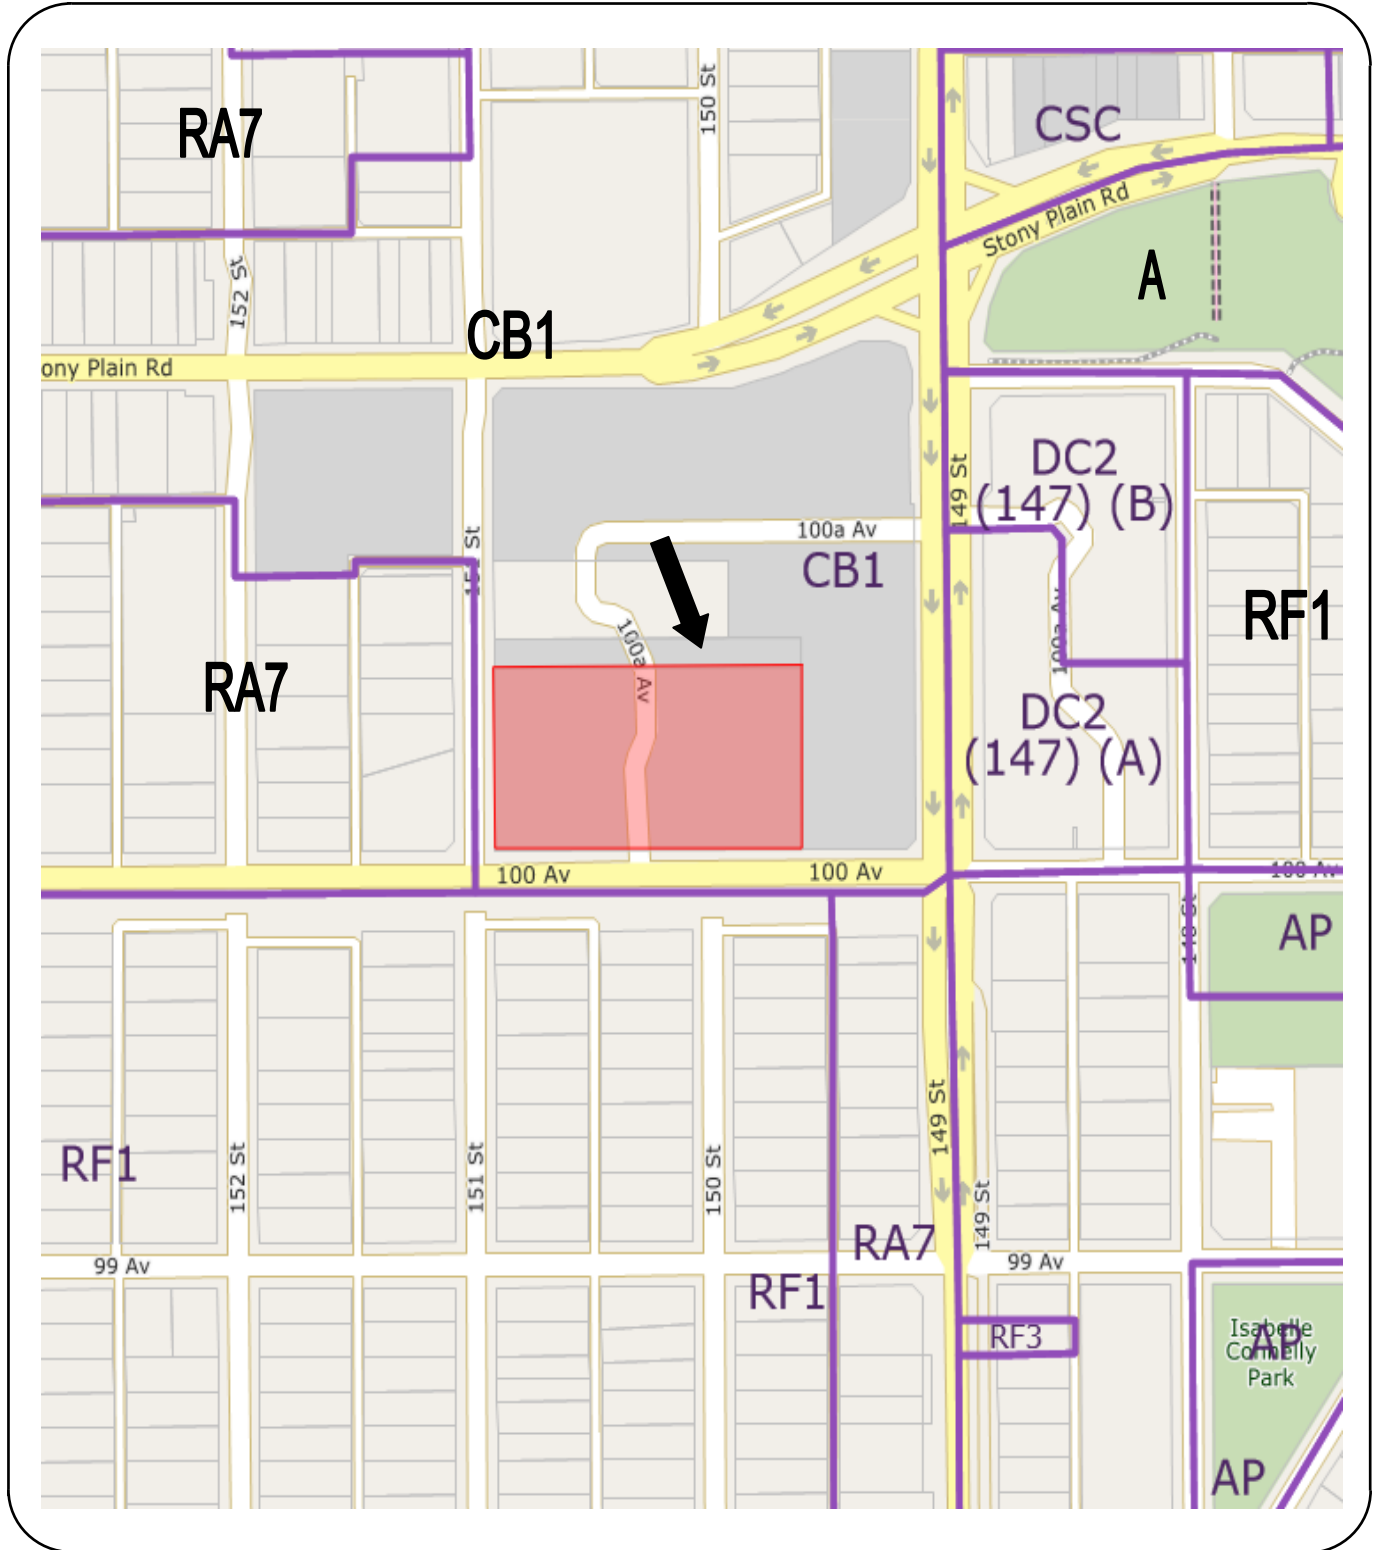 150 St
CSC
RA7
Stony Plain Rd
A
152 St
CB1
ony Plain Rd
DC2
(147) (B)
149 St
100a Av
151 St
CB1
100a Av
RF1
100a Av
RA7
DC2
(147) (A)
100 Av
100 Av
100 Av
148 St
AP
149 St
RF1
152 St
151 St
150 St
149 St
RA7
99 Av
99 Av
RF1
RF3
Isabelle
Connelly
Park
AP
AP